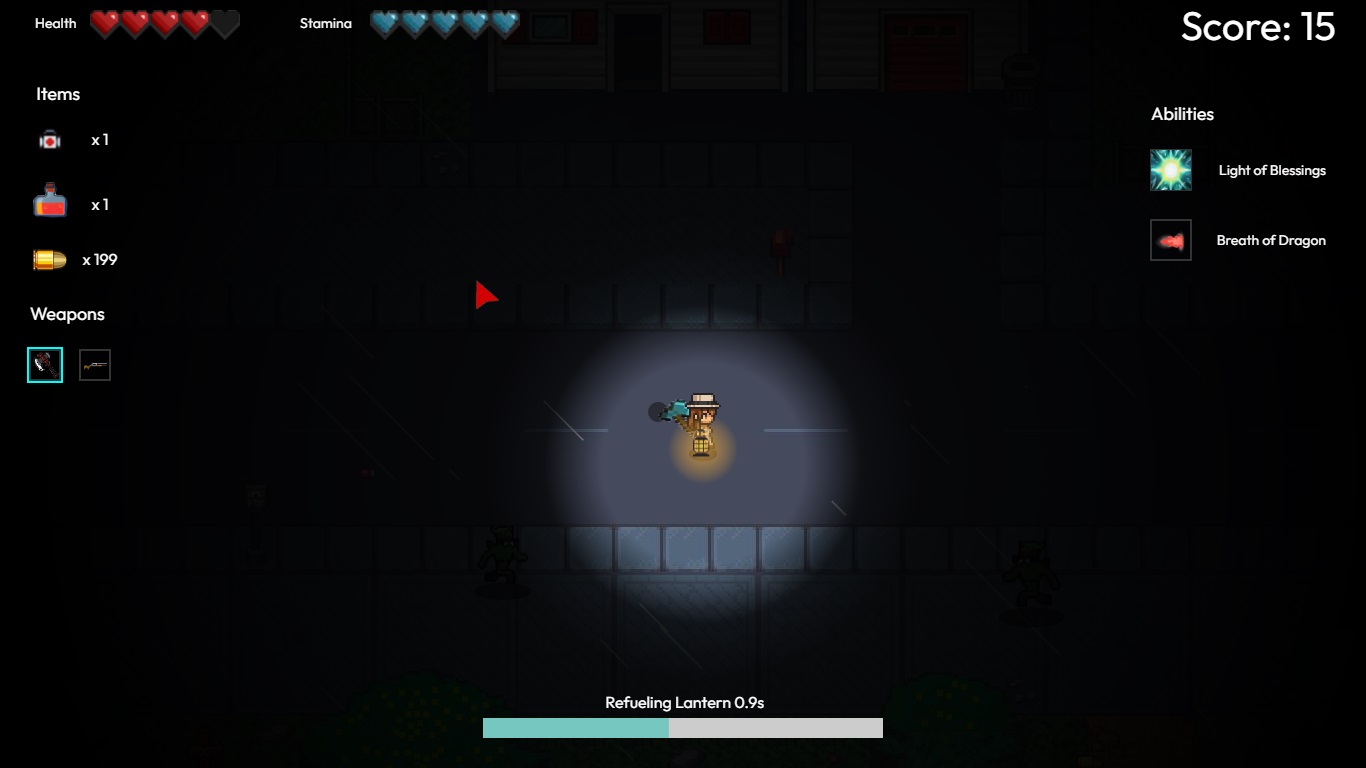 Health
Stamina
Score: 15
Items
x 1
x 1
x 199
Weapons
Abilities
Light of Blessings
Breath of Dragon
Refueling Lantern 0.9s